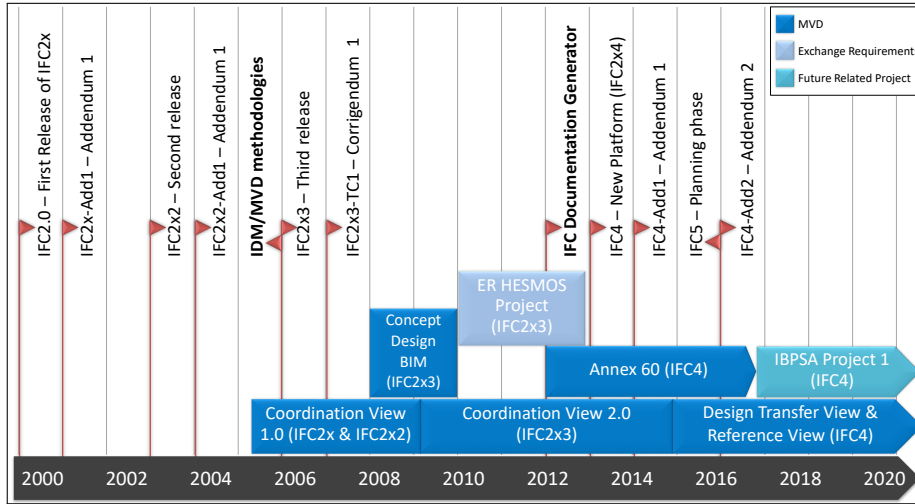 MVD
Exchange Requirements
Future Related Project
IFC2.0 – First Release of IFC2x
IFC2x-Add1 – Addendum 1
IFC2x2 – Second release
IFC2x2-Add1 – Addendum 1
IDM/MVD methodologies
IFC2x3 – Third release
IFC2x3-TC1 – Corrigendum 1
IFC Documentation Generator
IFC4 – New Platform (IFC2x4)
IFC4-Add1 – Addendum 1
IFC5 – Planning phase
IFC4-Add2 – Addendum 2
ER HESMOS
Project
(IFC2x3)
Concept
Design
BIM
(IFC2x3)
Annex 60 (IFC4)
IBPSA Project 1
(IFC4)
Coordination View
1.0 (IFC2x & IFC2x2)
Coordination View 2.0
(IFC2x3)
Design Transfer View &
Reference View (IFC4)
2000 2002 2004 2006 2008 2010 2012 2014 2016 2018 2020